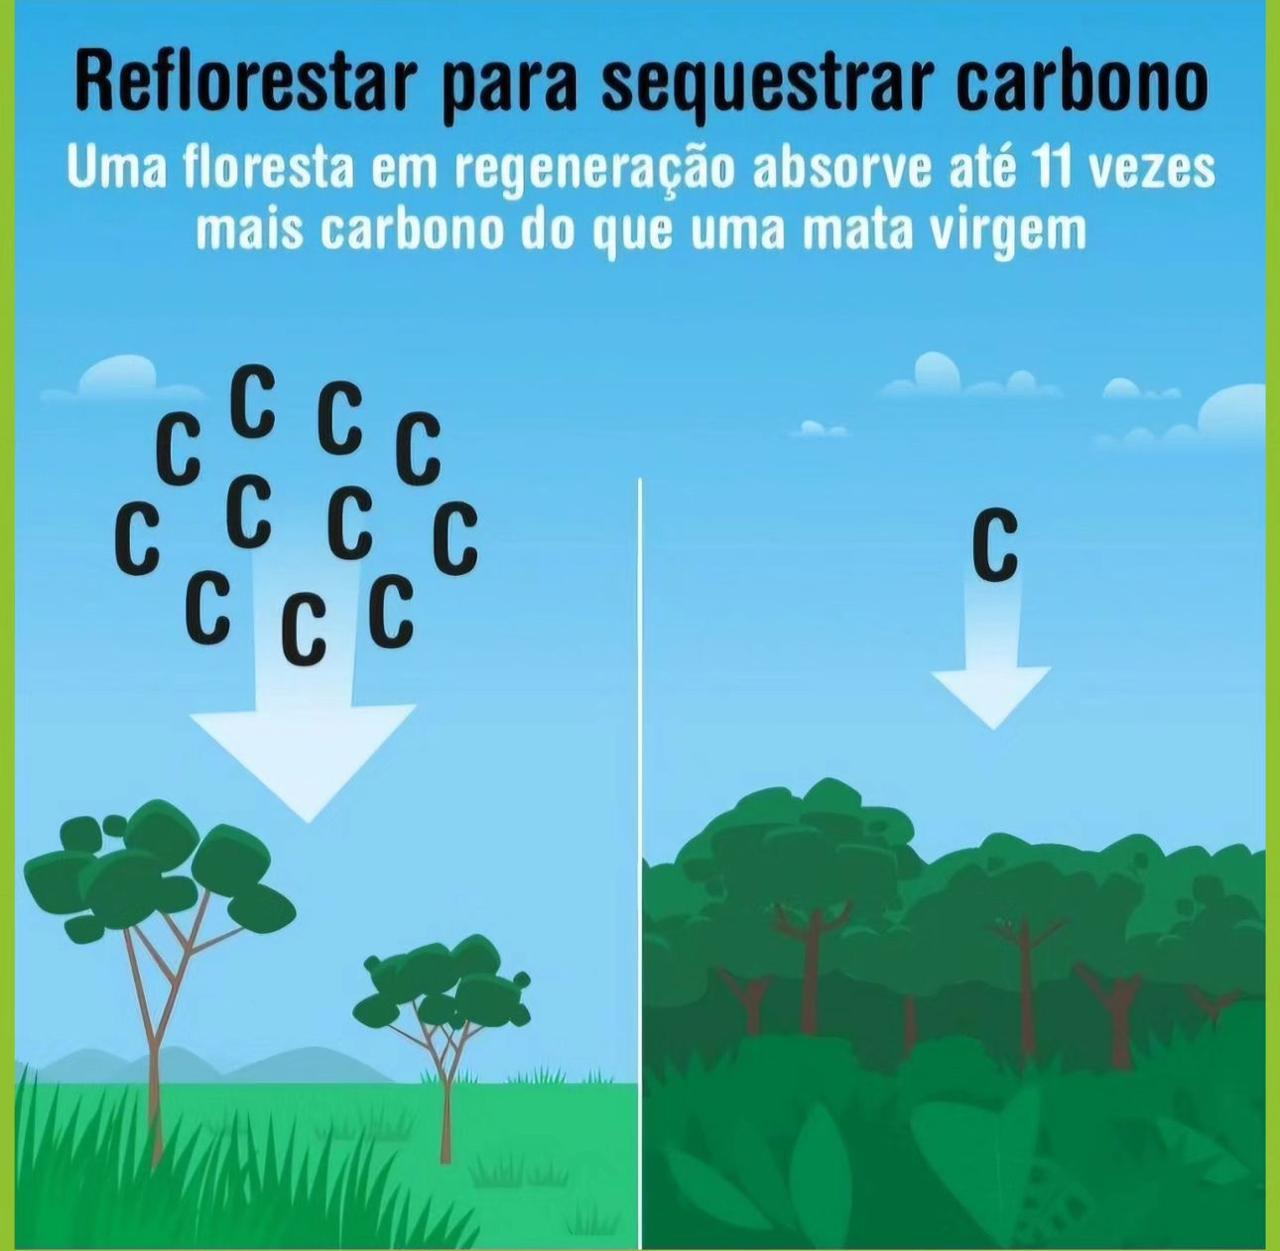 Reflorestar para sequestrar carbono
Uma floresta em regeneração absorve até 11 vezes
mais carbono do que uma mata virgem
C C C C
C C C C
C C C
C